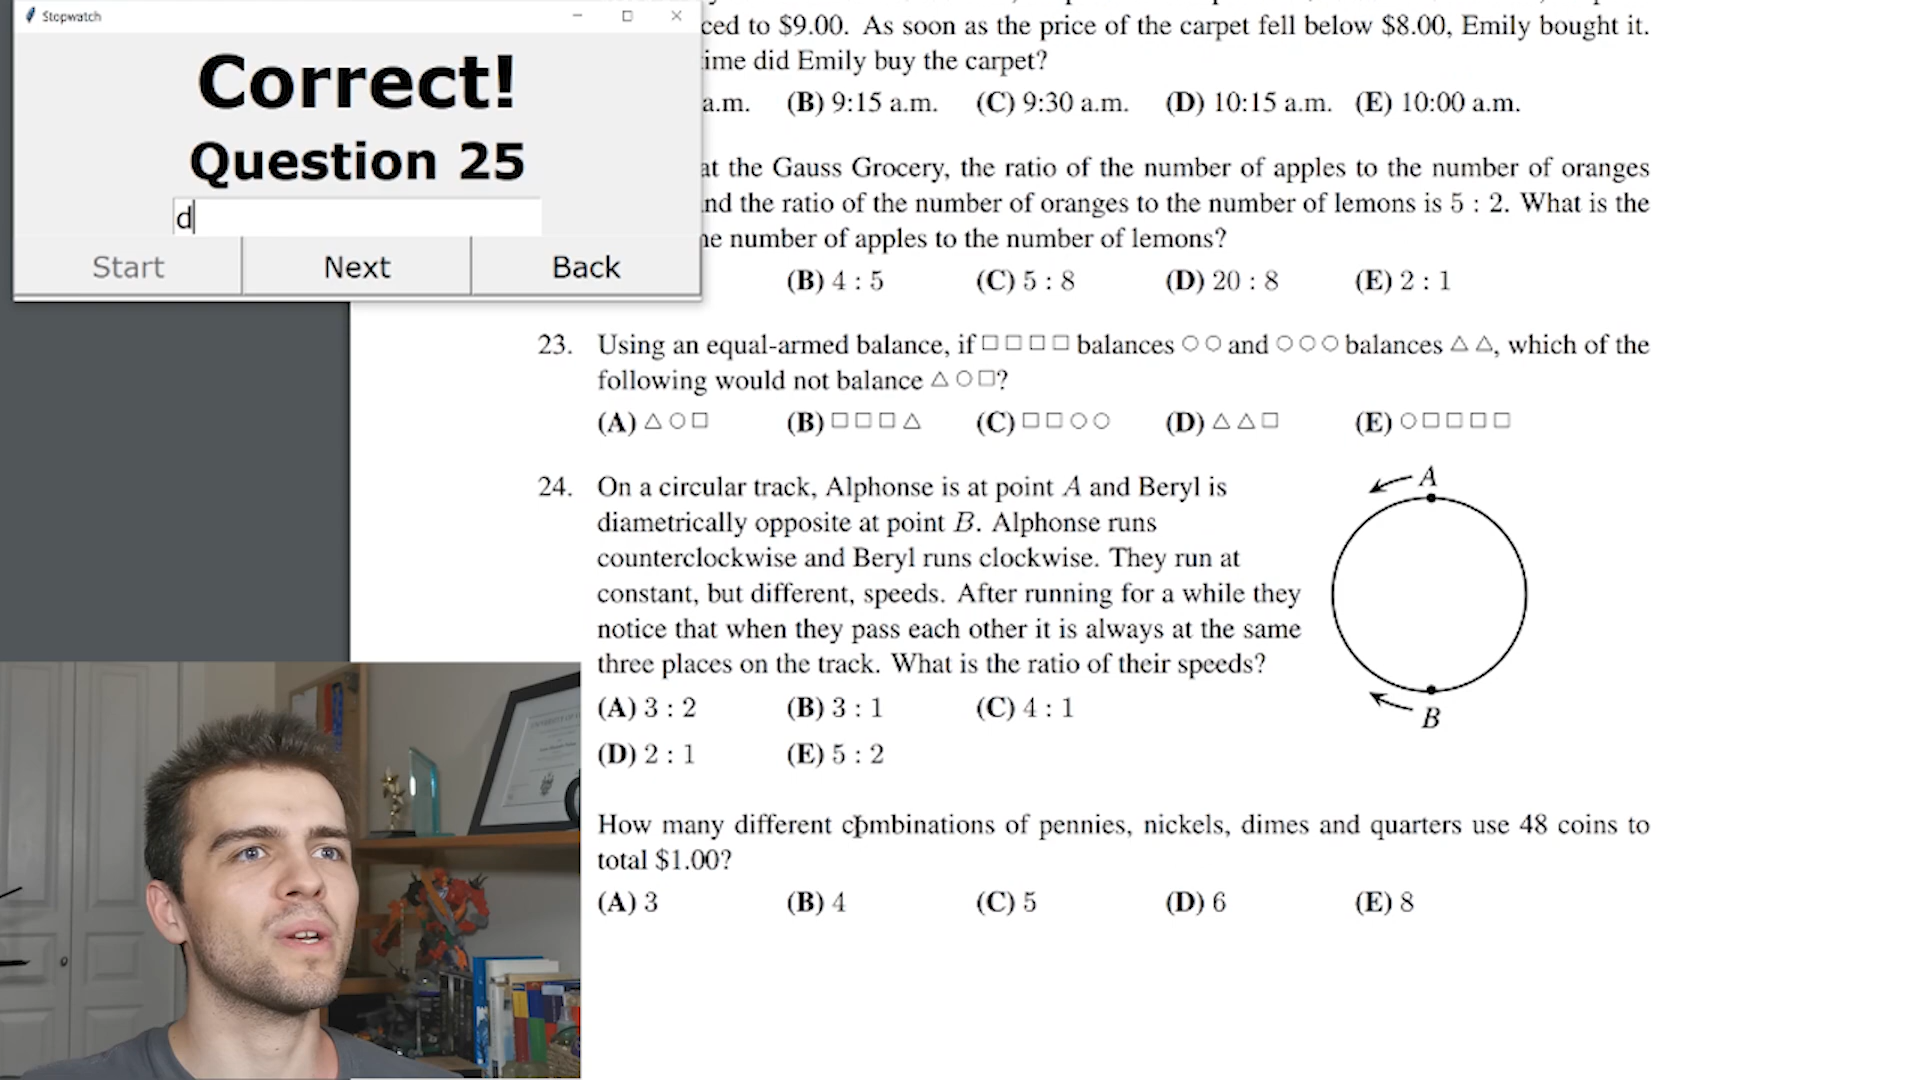 Stopwatch
Correct!
Question 25
d
Start Next Back
ced to $9.00. As soon as the price of the carpet fell below $8.00, Emily bought it.
ime did Emily buy the carpet?
a.m. (B) 9:15 a.m. (C) 9:30 a.m. (D) 10:15 a.m. (E) 10:00 a.m.
at the Gauss Grocery, the ratio of the number of apples to the number of oranges
nd the ratio of the number of oranges to the number of lemons is 5 : 2. What is the
he number of apples to the number of lemons?
(B) 4 : 5 (C) 5 : 8 (D) 20 : 8 (E) 2 : 1
23. Using an equal-armed balance, if □□□□ balances ○○ and ○○○ balances △△, which of the
following would not balance △○□?
(A) △○□ (B) □□□△ (C) □□○○ (D) △△□ (E) ○□□□□
24. On a circular track, Alphonse is at point A and Beryl is
diametrically opposite at point B. Alphonse runs
counterclockwise and Beryl runs clockwise. They run at
constant, but different, speeds. After running for a while they
notice that when they pass each other it is always at the same
three places on the track. What is the ratio of their speeds?
(A) 3 : 2 (B) 3 : 1 (C) 4 : 1
(D) 2 : 1 (E) 5 : 2
A
B
How many different combinations of pennies, nickels, dimes and quarters use 48 coins to
total $1.00?
(A) 3 (B) 4 (C) 5 (D) 6 (E) 8